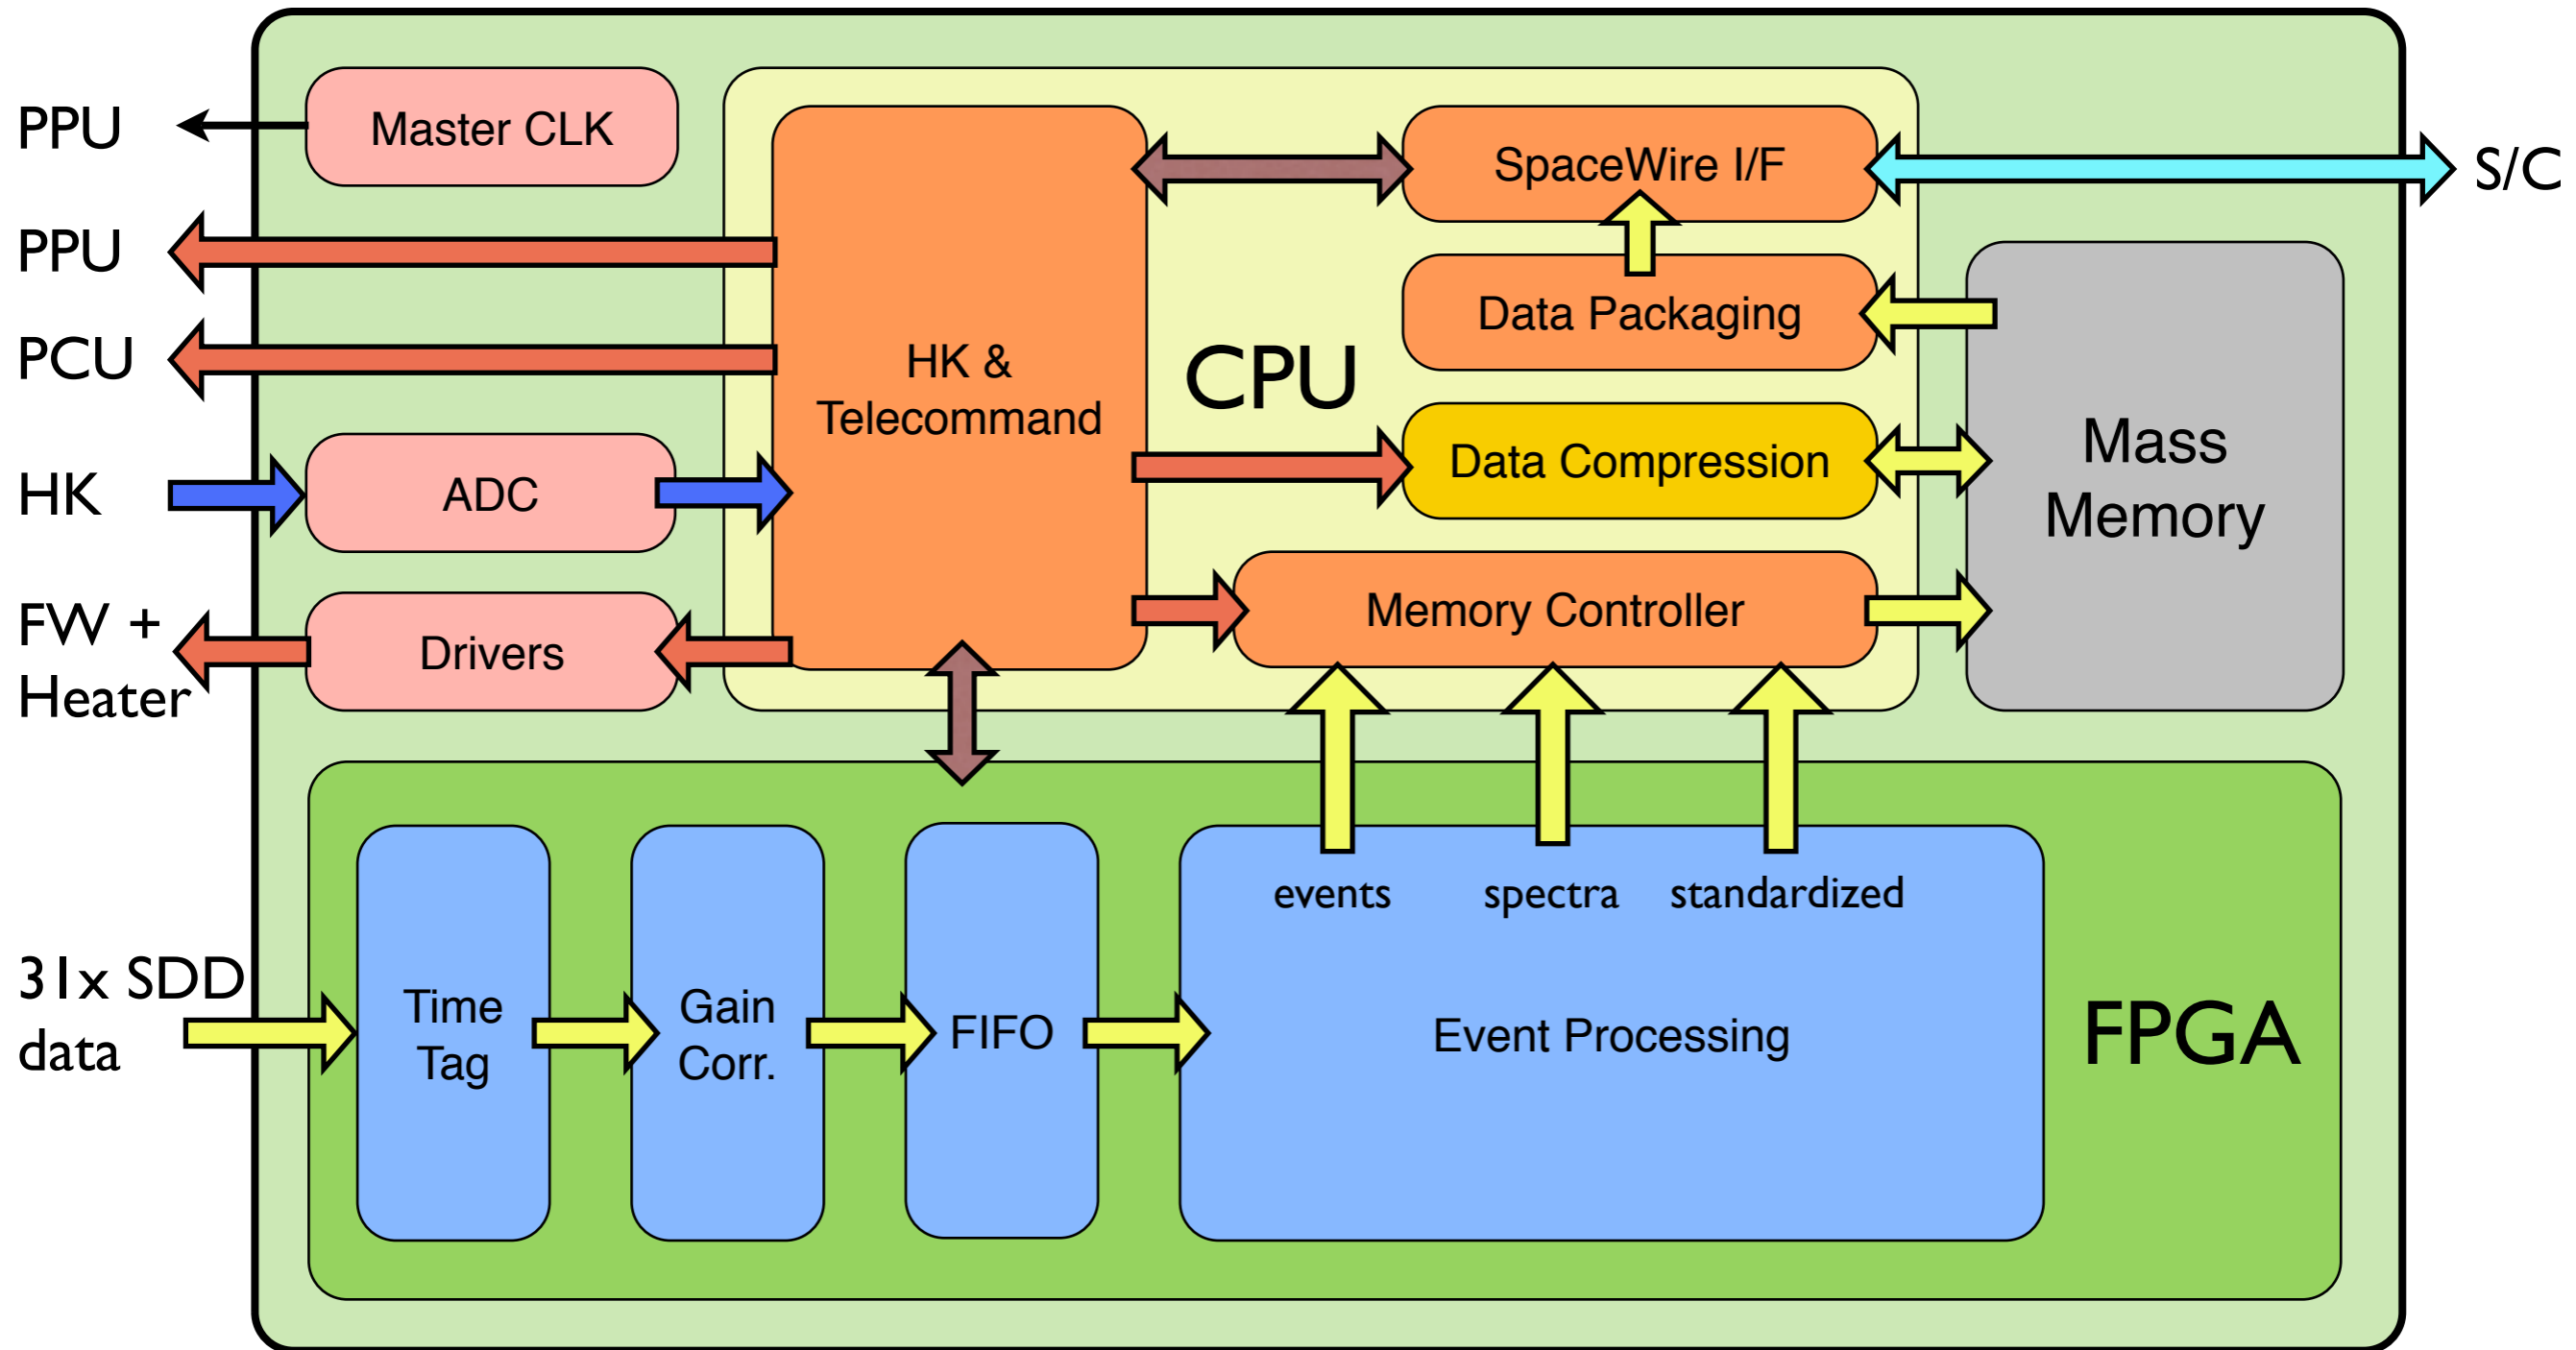 PPU
Master CLK
SpaceWire I/F
S/C
PPU
Data Packaging
PCU
HK &
Telecommand
CPU
Mass
Memory
Data Compression
HK
ADC
FW +
Heater
Drivers
Memory Controller
events
spectra
standardized
31x SDD
data
Time
Tag
Gain
Corr.
FIFO
Event Processing
FPGA